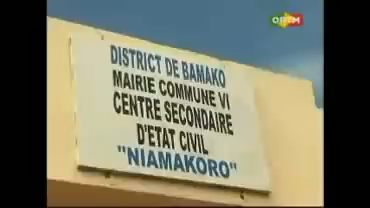 ORTM
DISTRICT DE BAMAKO
MAIRIE COMMUNE VI
CENTRE SECONDAIRE
D'ETAT CIVIL
"NIAMAKORO"